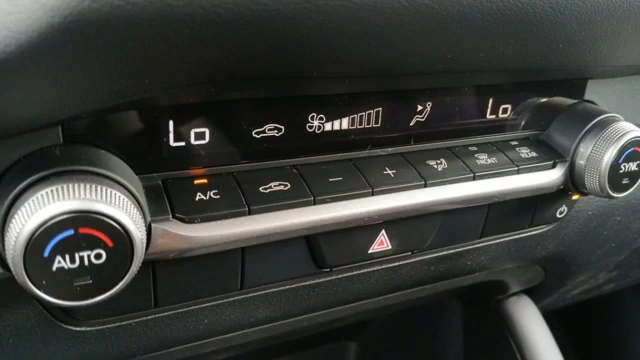 Lo
Lo
A/C
−
+
FRONT
REAR
AUTO
SYNC